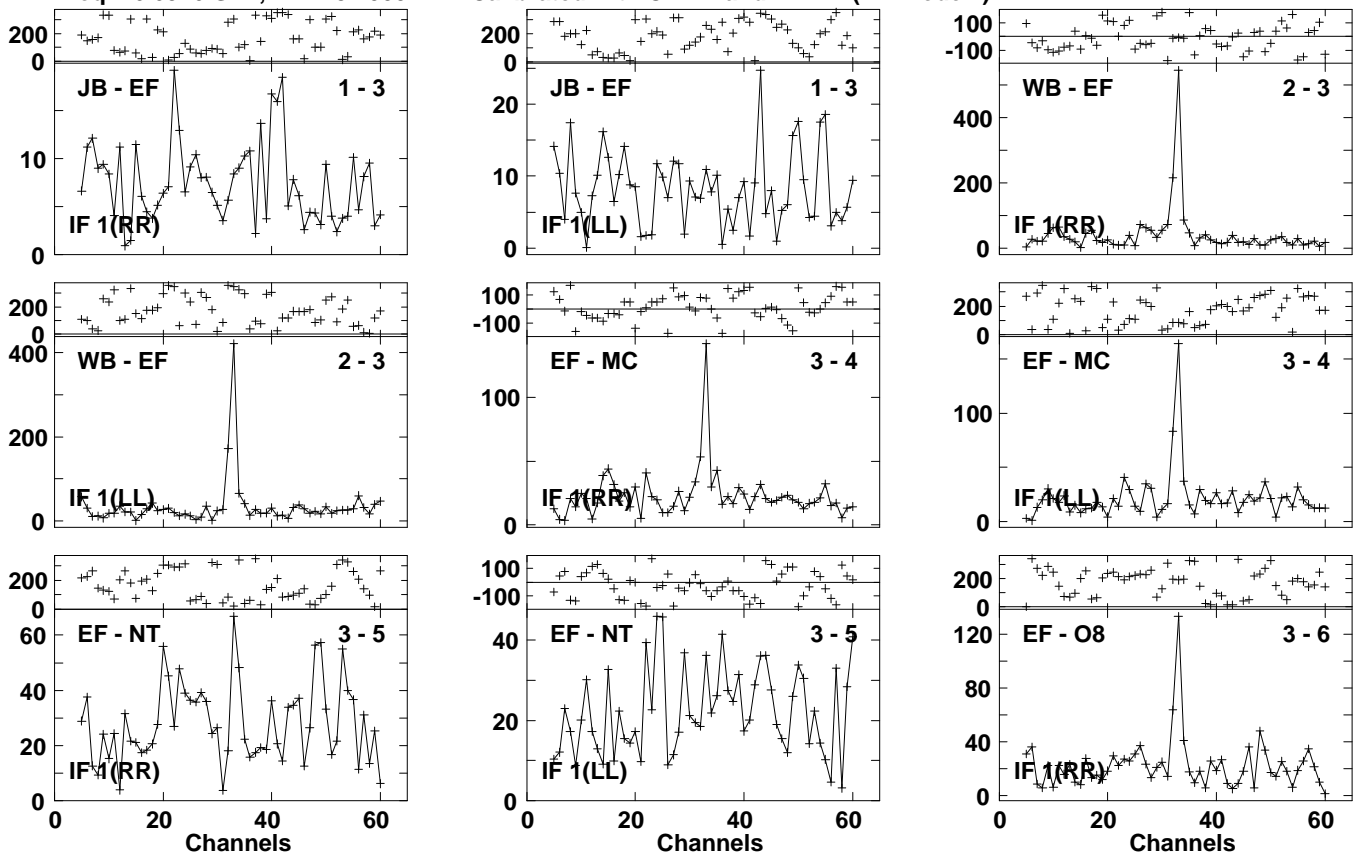 200
0
200
0
100
-100
JB - EF 1 - 3
JB - EF 1 - 3
WB - EF 2 - 3
10
0
20
10
0
400
200
0
IF 1(RR)
IF 1(LL)
IF 1(RR)
200
0
100
-100
200
0
WB - EF 2 - 3
EF - MC 3 - 4
EF - MC 3 - 4
400
200
0
100
0
100
0
IF 1(LL)
IF 1(RR)
IF 1(LL)
200
0
100
-100
200
0
EF - NT 3 - 5
EF - NT 3 - 5
EF - O8 3 - 6
60
40
20
0
40
20
0
120
80
40
0
IF 1(RR)
IF 1(LL)
IF 1(RR)
0 20 40 60
0 20 40 60
0 20 40 60
Channels
Channels
Channels